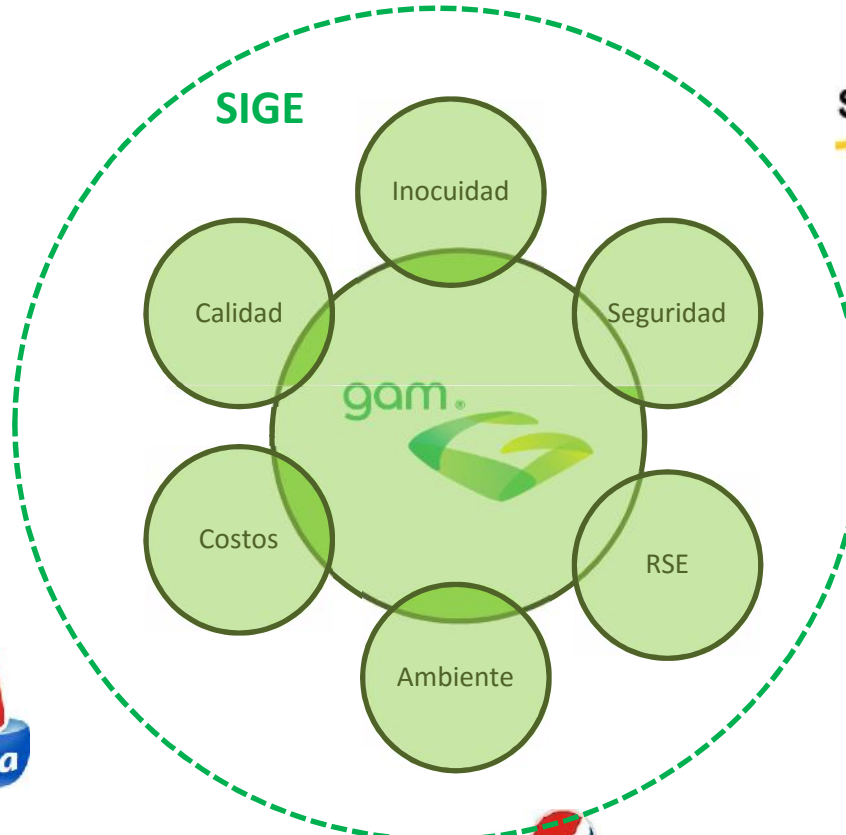 SIGE
S
Inocuidad
Calidad
Seguridad
gam®
Costos
RSE
Ambiente
a